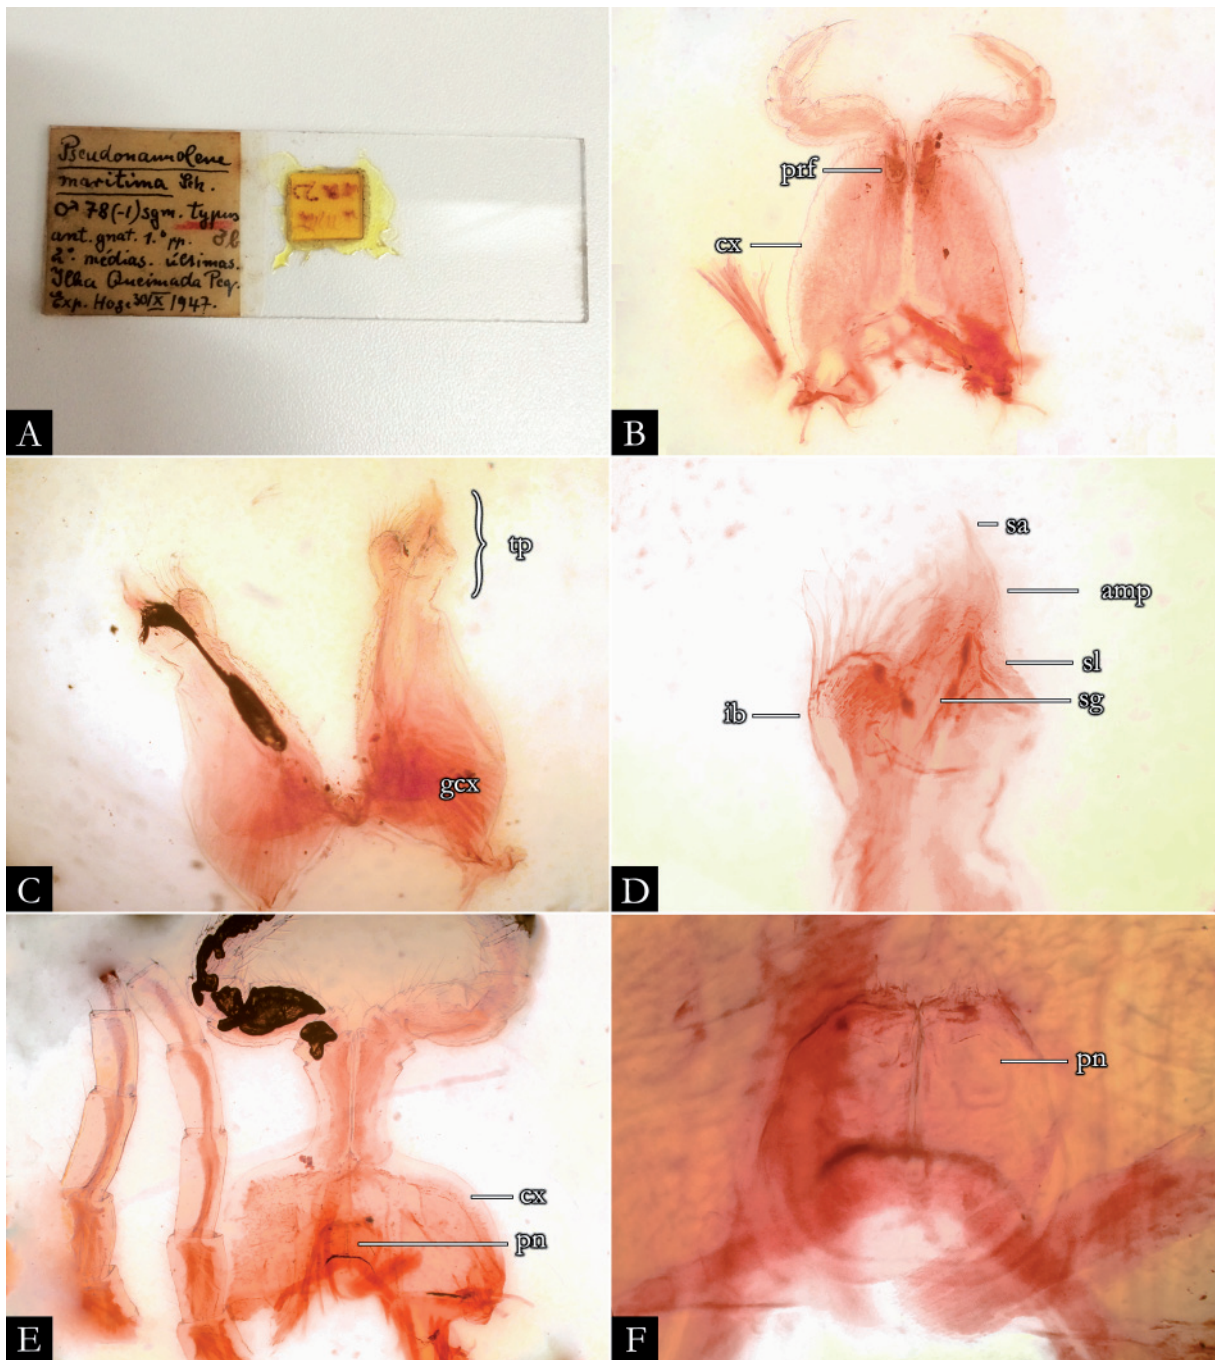 Pseudonannolene
maritima Sch.
♂ 78(-1) sgm. typus
ant. gnat. 1.º pp. ♂ b
2º. médias. últimas.
Ilha Queimada Peq.
Exp. Hoge 30/X 1947.
A
prf
cx
B
tp
gcx
C
sa
amp
sl
sg
ib
D
cx
pn
E
pn
F